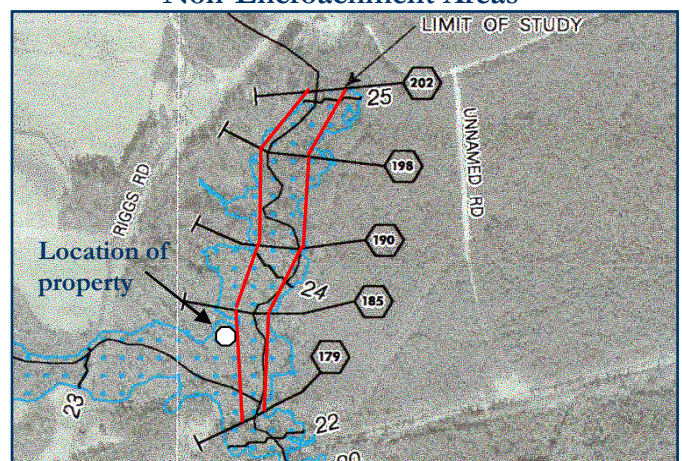 Non-Encroachment Areas
LIMIT OF STUDY
202
25
UNNAMED RD
198
RIGGS RD
190
Location of
property
24
185
179
23
22
20